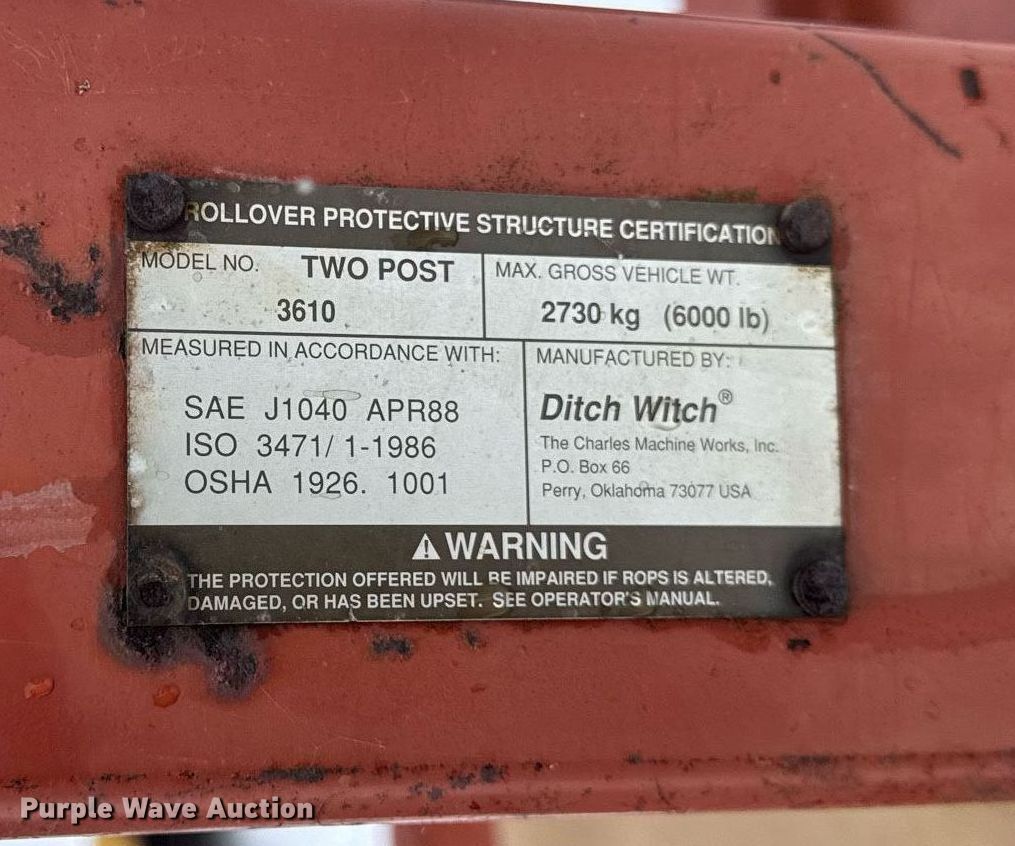 ROLLOVER PROTECTIVE STRUCTURE CERTIFICATION
MODEL NO. TWO POST
3610
MAX. GROSS VEHICLE WT.
2730 kg (6000 lb)
MEASURED IN ACCORDANCE WITH:
SAE J1040 APR88
ISO 3471/ 1-1986
OSHA 1926. 1001
MANUFACTURED BY:
Ditch Witch®
The Charles Machine Works, Inc.
P.O. Box 66
Perry, Oklahoma 73077 USA
⚠ WARNING
THE PROTECTION OFFERED WILL BE IMPAIRED IF ROPS IS ALTERED,
DAMAGED, OR HAS BEEN UPSET. SEE OPERATOR'S MANUAL.
Purple Wave Auction